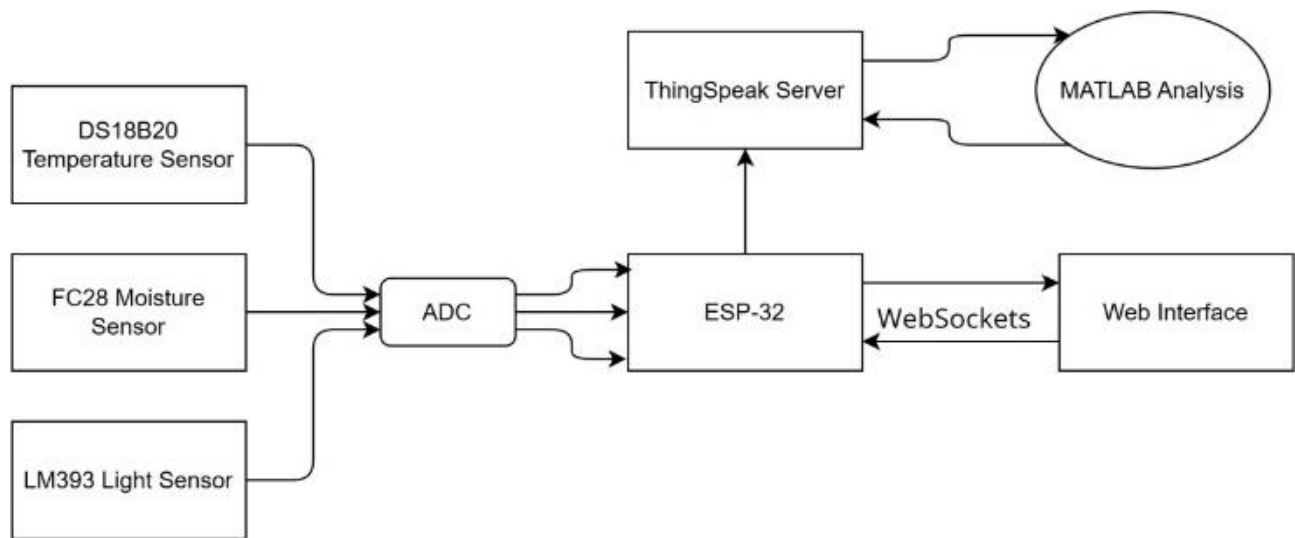 ThingSpeak Server
MATLAB Analysis
DS18B20
Temperature Sensor
FC28 Moisture
Sensor
ADC
ESP-32
WebSockets
Web Interface
LM393 Light Sensor